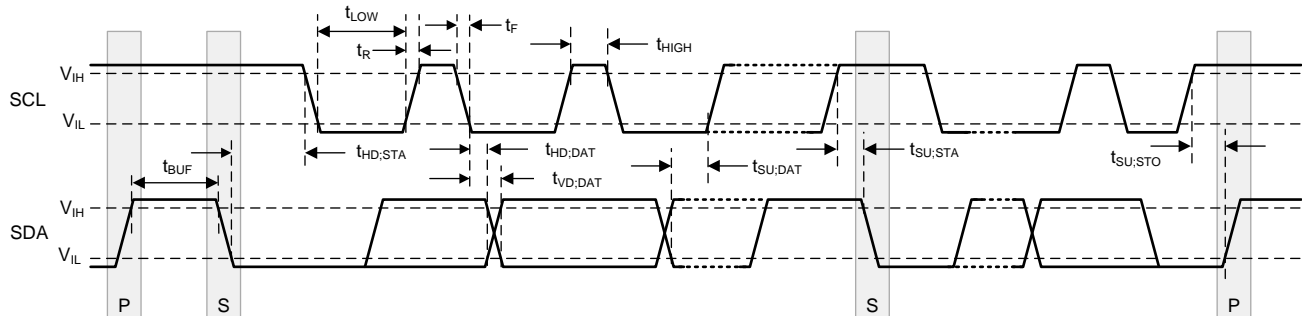 tLOW
tR
tF
tHIGH
VIH
SCL
VIL
tHD;STA
tHD;DAT
tSU;DAT
tSU;STA
tSU;STO
tBUF
tVD;DAT
VIH
SDA
VIL
P
S
S
P